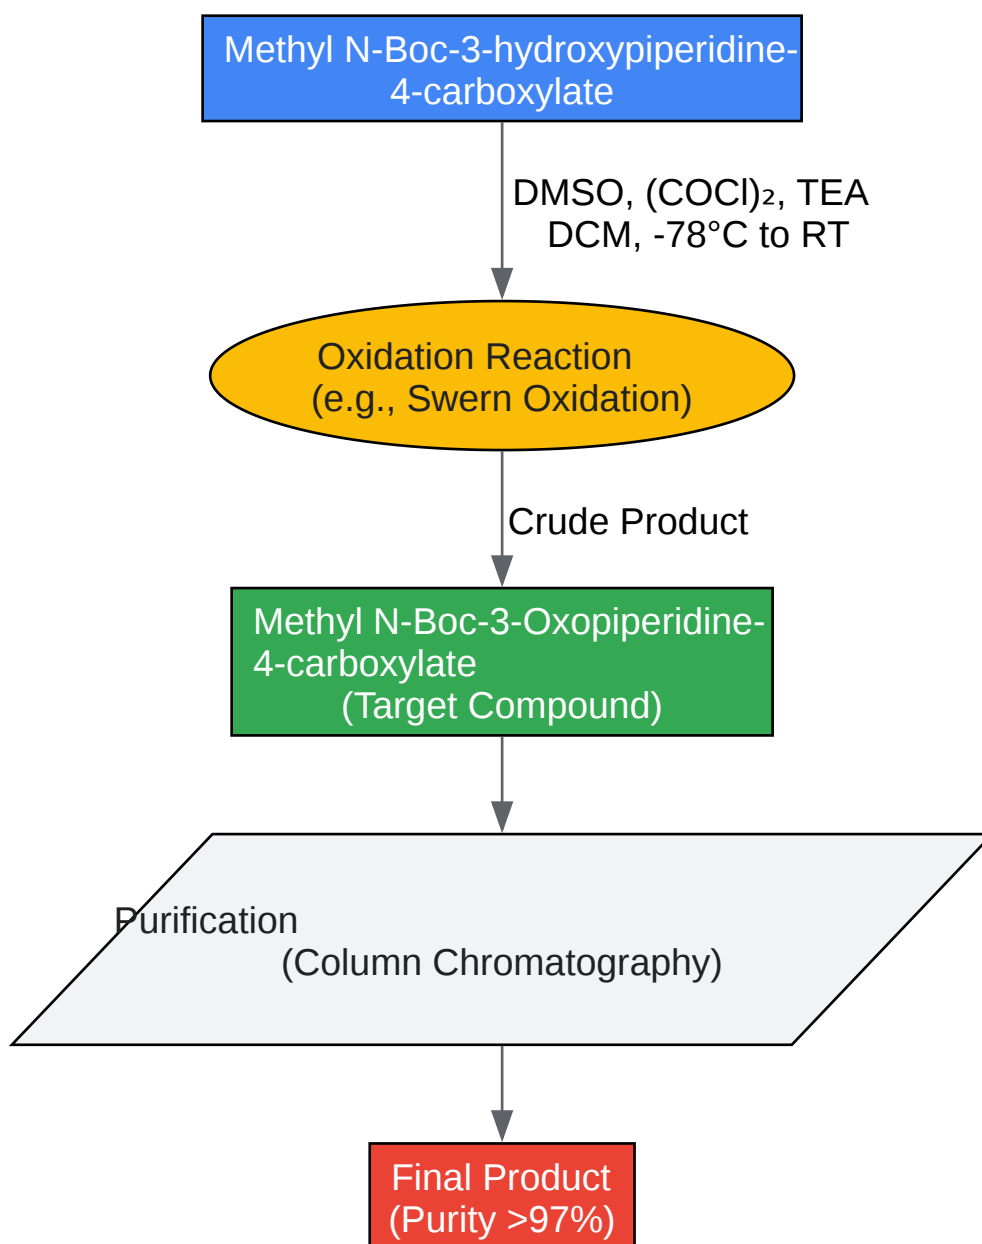 Methyl N-Boc-3-hydroxypiperidine-
4-carboxylate
DMSO, (COCl)₂, TEA
DCM, -78°C to RT
Oxidation Reaction
(e.g., Swern Oxidation)
Crude Product
Methyl N-Boc-3-Oxopiperidine-
4-carboxylate
(Target Compound)
Purification
(Column Chromatography)
Final Product
(Purity >97%)